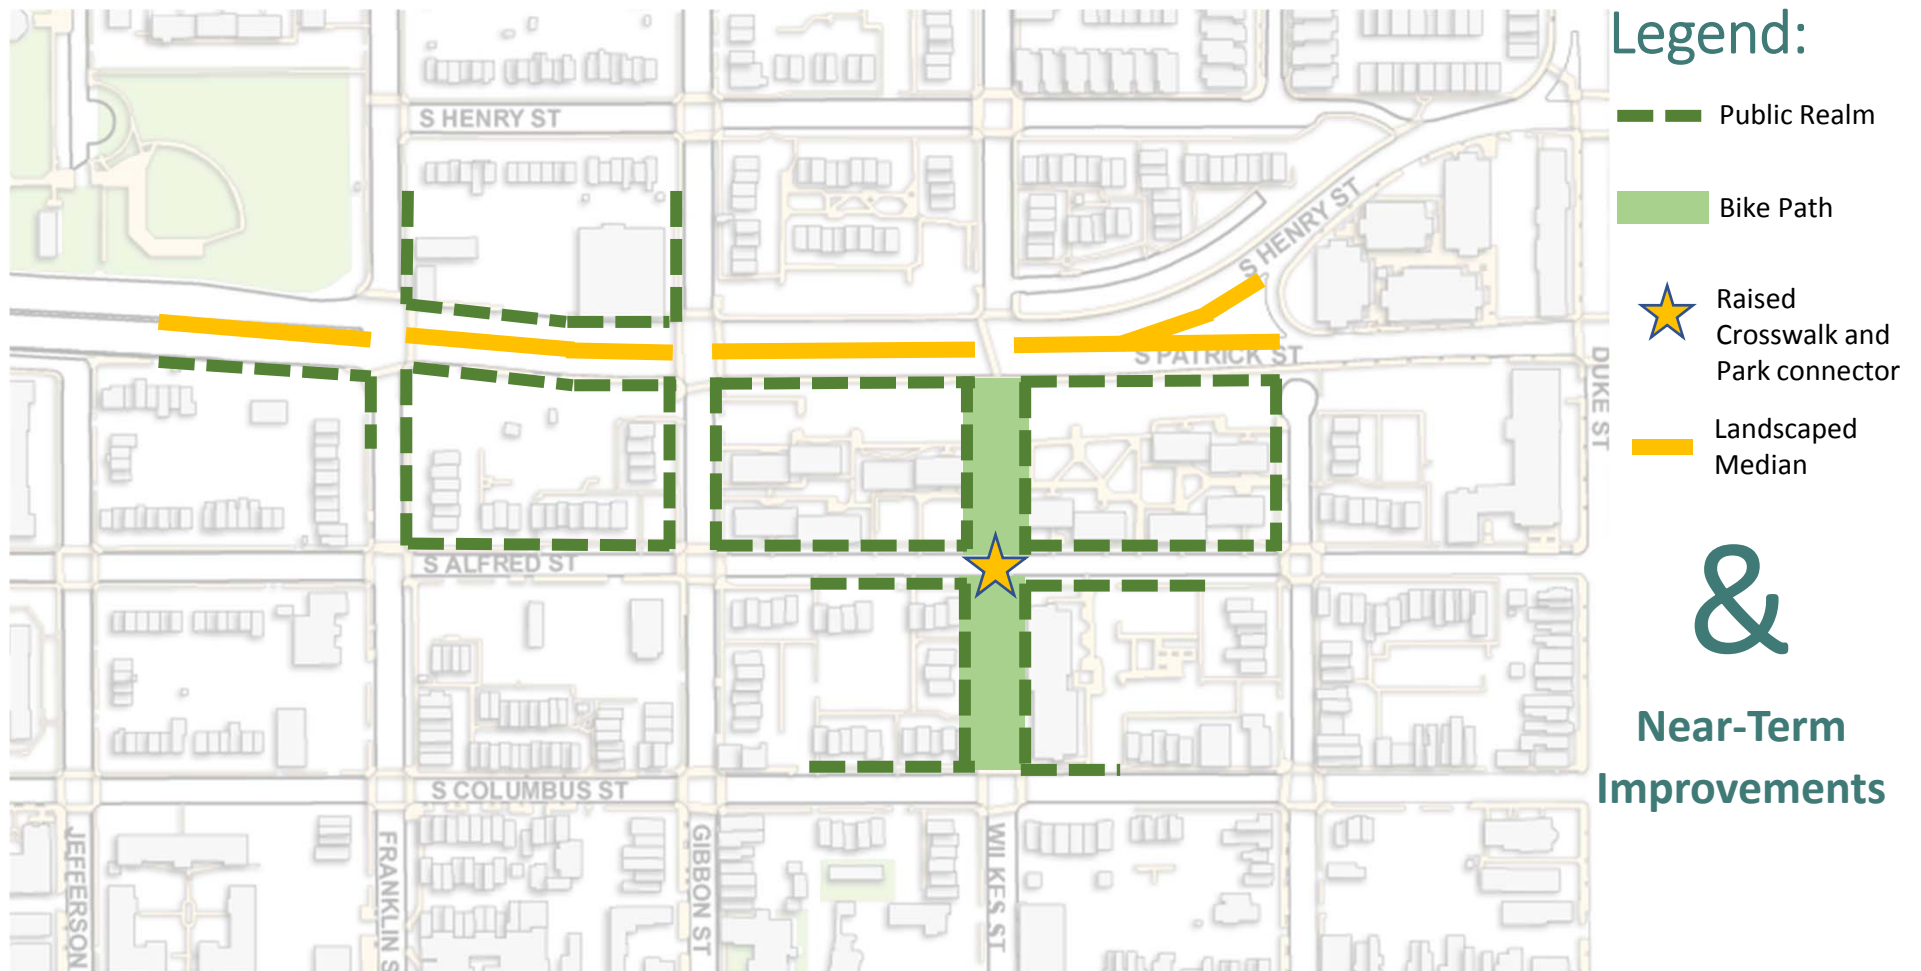 Legend:
Public Realm
Bike Path
Raised
Crosswalk and
Park connector
Landscaped
Median
&
Near-Term
Improvements
S HENRY ST
S HENRY ST
S PATRICK ST
DUKE ST
S ALFRED ST
S COLUMBUS ST
JEFFERSON
FRANKLIN S
GIBBON ST
WILKES ST